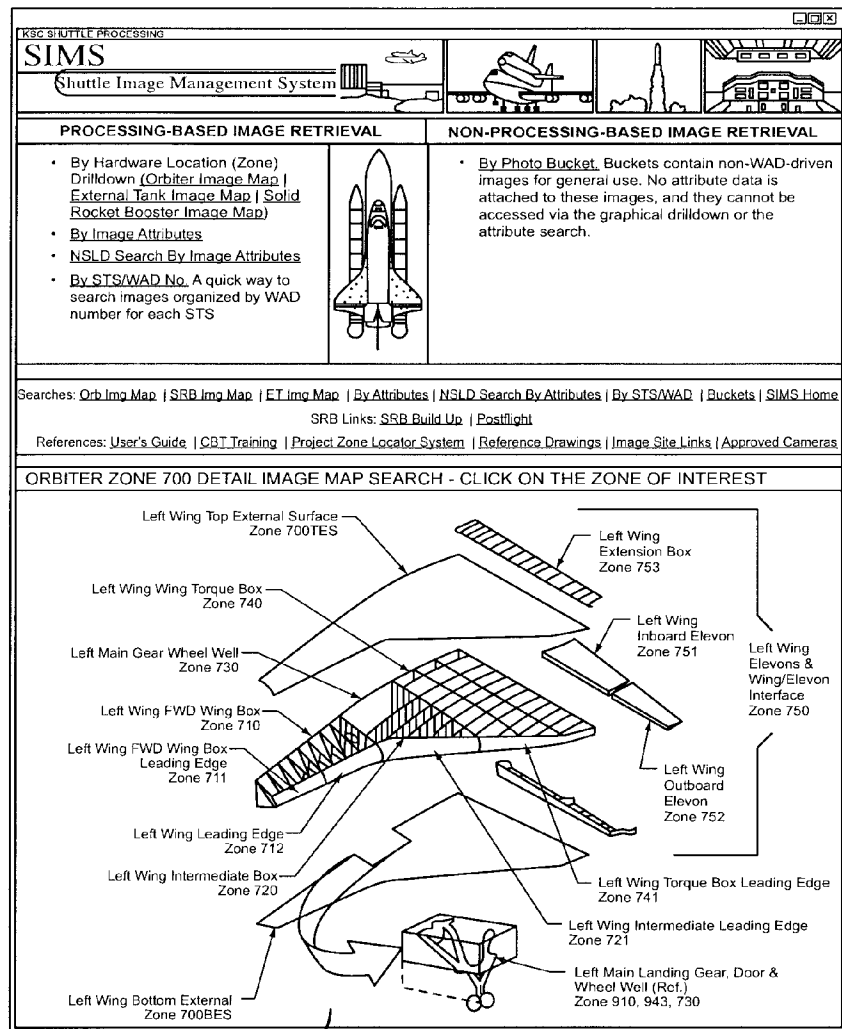 KSC SHUTTLE PROCESSING
SIMS
Shuttle Image Management System
PROCESSING-BASED IMAGE RETRIEVAL
• By Hardware Location (Zone)
Drilldown (Orbiter Image Map |
External Tank Image Map | Solid
Rocket Booster Image Map)
• By Image Attributes
• NSLD Search By Image Attributes
• By STS/WAD No. A quick way to
search images organized by WAD
number for each STS
NON-PROCESSING-BASED IMAGE RETRIEVAL
• By Photo Bucket. Buckets contain non-WAD-driven
images for general use. No attribute data is
attached to these images, and they cannot be
accessed via the graphical drilldown or the
attribute search.
Searches: Orb Img Map | SRB Img Map | ET Img Map | By Attributes | NSLD Search By Attributes | By STS/WAD | Buckets | SIMS Home
SRB Links: SRB Build Up | Postflight
References: User's Guide | CBT Training | Project Zone Locator System | Reference Drawings | Image Site Links | Approved Cameras
ORBITER ZONE 700 DETAIL IMAGE MAP SEARCH - CLICK ON THE ZONE OF INTEREST
Left Wing Top External Surface
Zone 700TES
Left Wing
Extension Box
Zone 753
Left Wing Wing Torque Box
Zone 740
Left Wing
Inboard Elevon
Zone 751
Left Main Gear Wheel Well
Zone 730
Left Wing
Elevons &
Wing/Elevon
Interface
Zone 750
Left Wing FWD Wing Box
Zone 710
Left Wing FWD Wing Box
Leading Edge
Zone 711
Left Wing
Outboard
Elevon
Zone 752
Left Wing Leading Edge
Zone 712
Left Wing Intermediate Box
Zone 720
Left Wing Torque Box Leading Edge
Zone 741
Left Wing Intermediate Leading Edge
Zone 721
Left Main Landing Gear, Door &
Wheel Well (Ref.)
Zone 910, 943, 730
Left Wing Bottom External
Zone 700BES